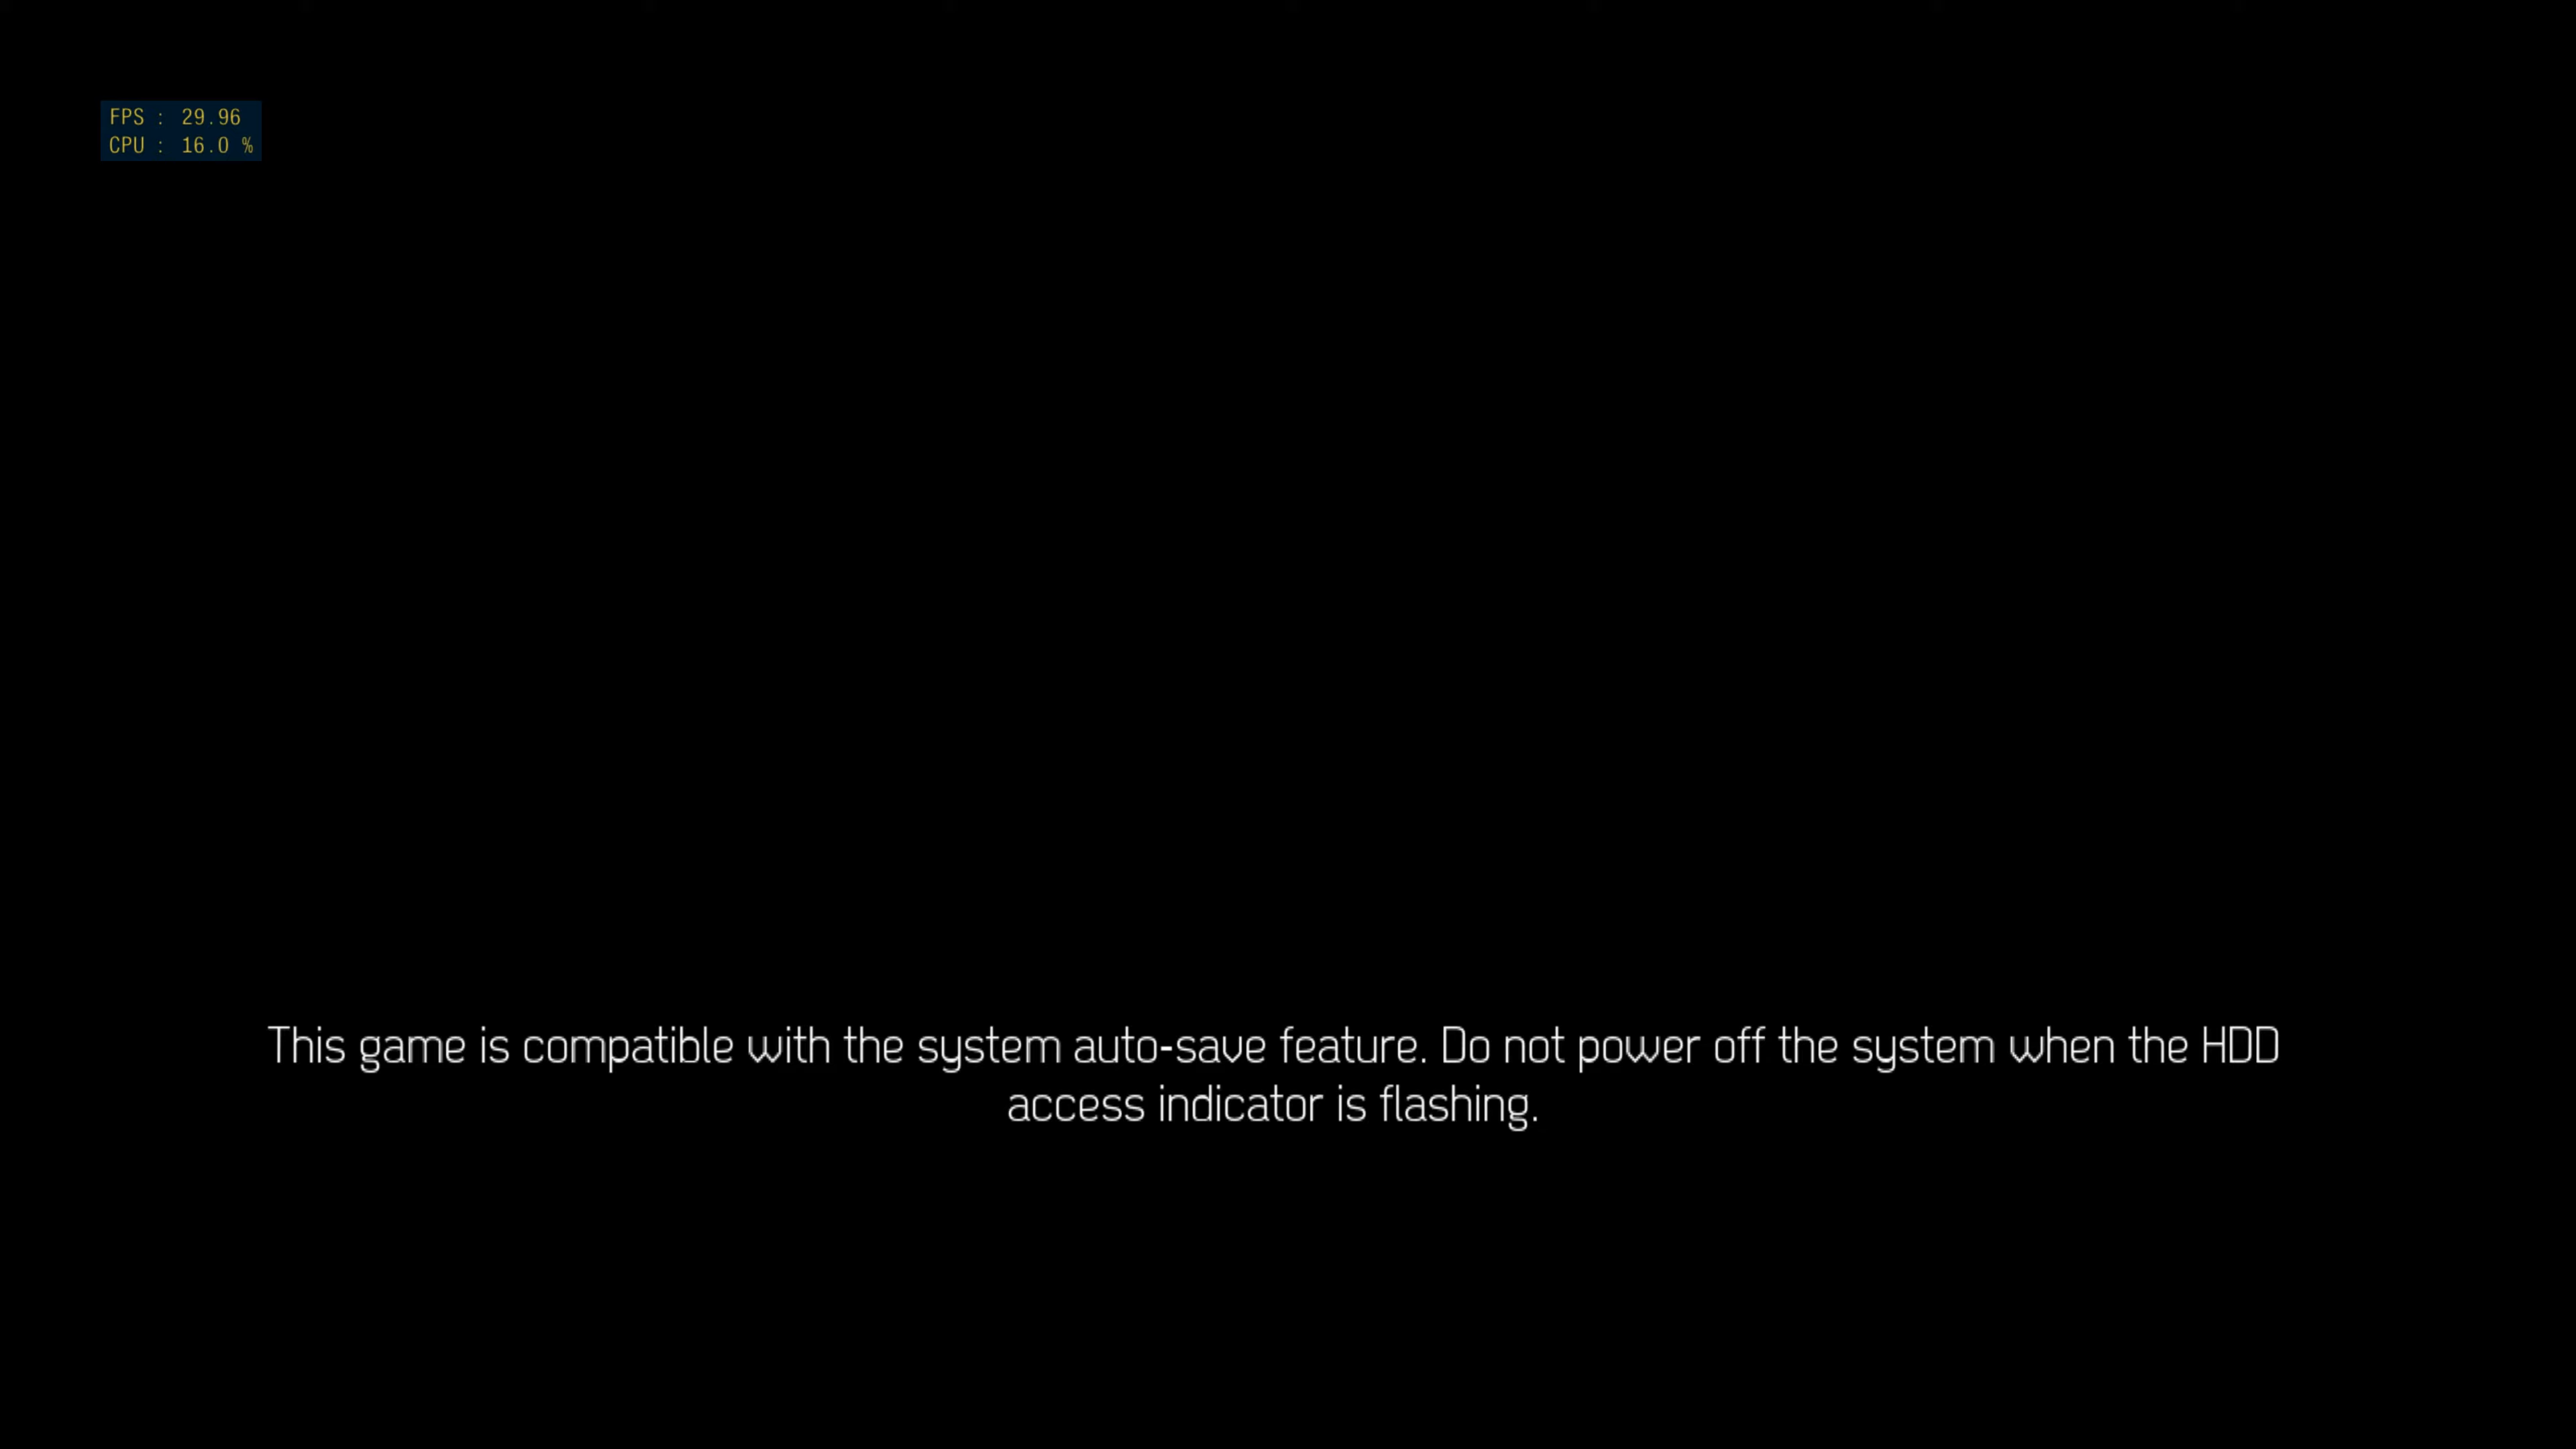 FPS : 29.96
CPU : 16.0 %
This game is compatible with the system auto-save feature. Do not power off the system when the HDD
access indicator is flashing.